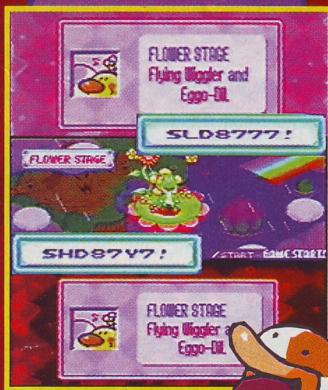 FLOWER STAGE
Flying Wiggler and
Eggo-Dil
SLD8777!
FLOWER STAGE
START GAME START!
SHD87Y7!
FLOWER STAGE
Flying Wiggler a
Eggo-Dil